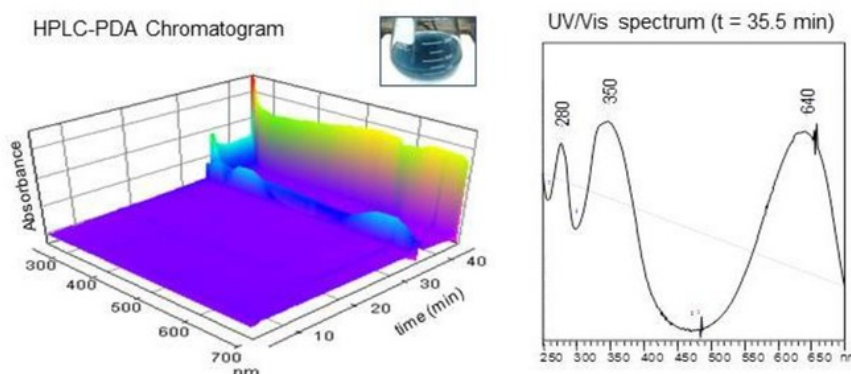 HPLC-PDA Chromatogram
Absorbance
300
400
500
600
700
nm
10
20
30
40
time (min)
UV/Vis spectrum (t = 35.5 min)
280
350
640
250 300 350 400 450 500 550 600 650 nm